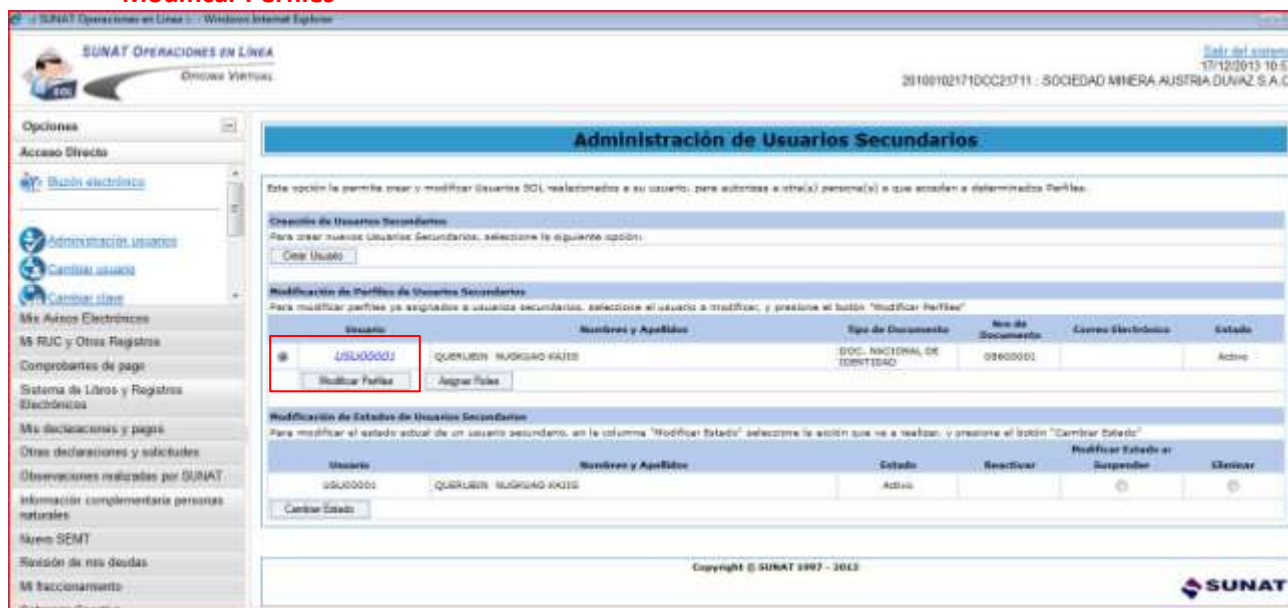 Modificar Perfiles
SUNAT Operaciones en Línea - Windows Internet Explorer
SUNAT OPERACIONES EN LÍNEA
OFICINA VIRTUAL
Salir del sistema
17/12/2013 10:5
SOCIEDAD MINERA AUSTRIA DUVAZ S.A.C
Opciones
Acceso Directo
Buzón electrónico
Administración usuarios
Cambiar usuario
Cambiar clave
Mis Avisos Electrónicos
Mi RUC y Otros Registros
Comprobantes de pago
Sistema de Libros y Registros
Electrónicos
Mis declaraciones y pagos
Otras declaraciones y solicitudes
Observaciones realizadas por SUNAT
Información complementaria personas
naturales
Nuevo SEMT
Revisión de mis deudas
Mi fraccionamiento
Administración de Usuarios Secundarios
Esta opción le permite crear y modificar Usuarios SOL relacionados a su usuario, para autorizar a otra(s) persona(s) a que accedan a determinados Perfiles.
Creación de Usuarios Secundarios
Para crear nuevos Usuarios Secundarios, seleccione la siguiente opción:
Crear Usuario
Modificación de Perfiles de Usuarios Secundarios
Para modificar perfiles ya asignados a usuarios secundarios, seleccione el usuario a modificar, y presione el botón "Modificar Perfiles"
Usuario Nombres y Apellidos Tipo de Documento Nro de Documento Correo Electrónico Estado
USU00001 QUERUBIN DOC. NACIONAL DE IDENTIDAD Activo
Modificar Perfiles Asignar Roles
Modificación de Estados de Usuarios Secundarios
Para modificar el estado actual de un usuario secundario, en la columna "Modificar Estado" seleccione la acción que va a realizar, y presione el botón "Cambiar Estado"
Modificar Estado a:
Usuario Nombres y Apellidos Estado Reactivar Suspender Eliminar
USU00001 QUERUBIN Activo
Cambiar Estado
Copyright © SUNAT 1997 - 2013
SUNAT